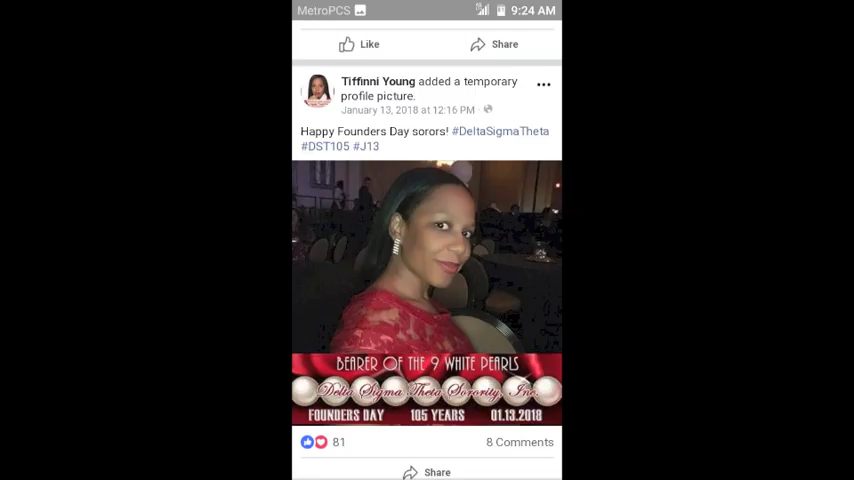 MetroPCS 9:24 AM
Like Share
Tiffinni Young added a temporary
profile picture.
January 13, 2018 at 12:16 PM
Happy Founders Day sorors! #DeltaSigmaTheta
#DST105 #J13
BEARER OF THE 9 WHITE PEARLS
Delta Sigma Theta Sorority, Inc.
FOUNDERS DAY 105 YEARS 01.13.2018
81 8 Comments
Share